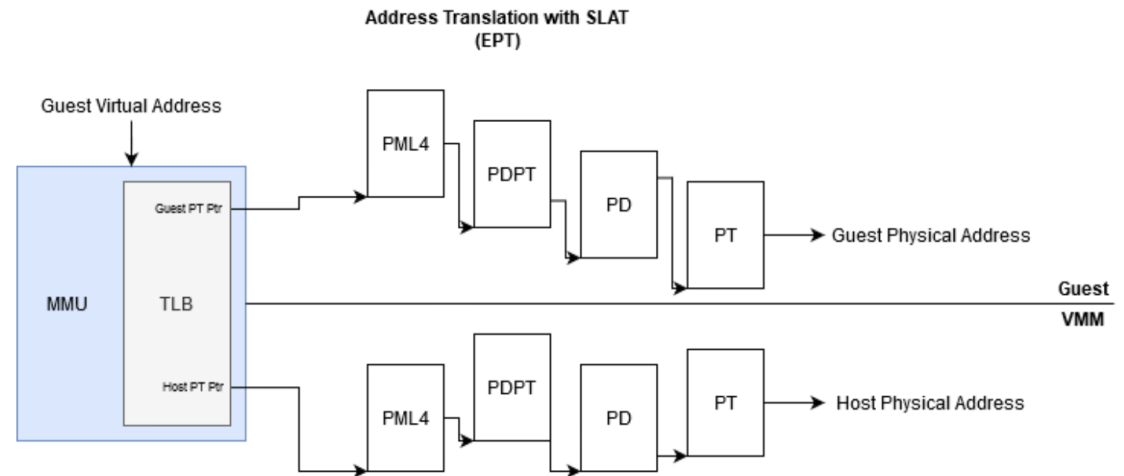 Address Translation with SLAT
(EPT)
Guest Virtual Address
PML4
PDPT
PD
PT
Guest PT Ptr
Guest Physical Address
MMU
TLB
Guest
VMM
Host PT Ptr
PML4
PDPT
PD
PT
Host Physical Address